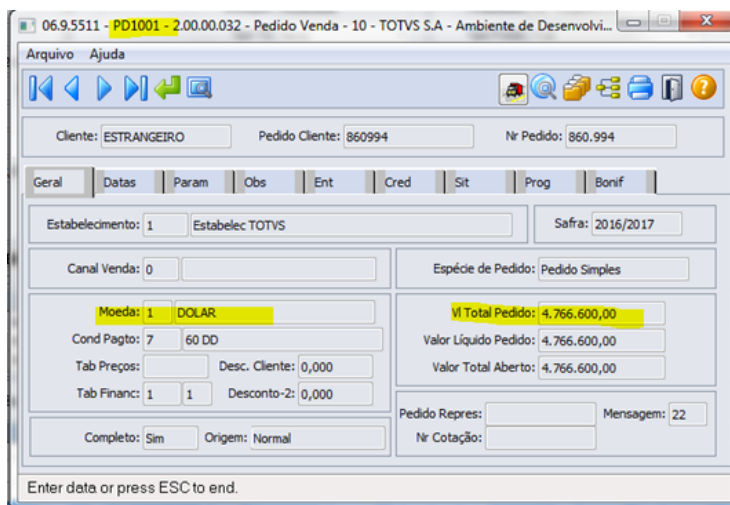 06.9.5511 - PD1001 - 2.00.00.032 - Pedido Venda - 10 - TOTVS S.A - Ambiente de Desenvolvi...
Arquivo Ajuda
Cliente: ESTRANGEIRO Pedido Cliente: 860994 Nr Pedido: 860.994
Geral Datas Param Obs Ent Cred Sit Prog Bonif
Estabelecimento: 1 Estabelec TOTVS Safra: 2016/2017
Canal Venda: 0 Espécie de Pedido: Pedido Simples
Moeda: 1 DOLAR Vl Total Pedido: 4.766.600,00
Cond Pagto: 7 60 DD Valor Líquido Pedido: 4.766.600,00
Tab Preços: Desc. Cliente: 0,000 Valor Total Aberto: 4.766.600,00
Tab Financ: 1 1 Desconto-2: 0,000
Pedido Repres: Mensagem: 22
Completo: Sim Origem: Normal Nr Cotação:
Enter data or press ESC to end.